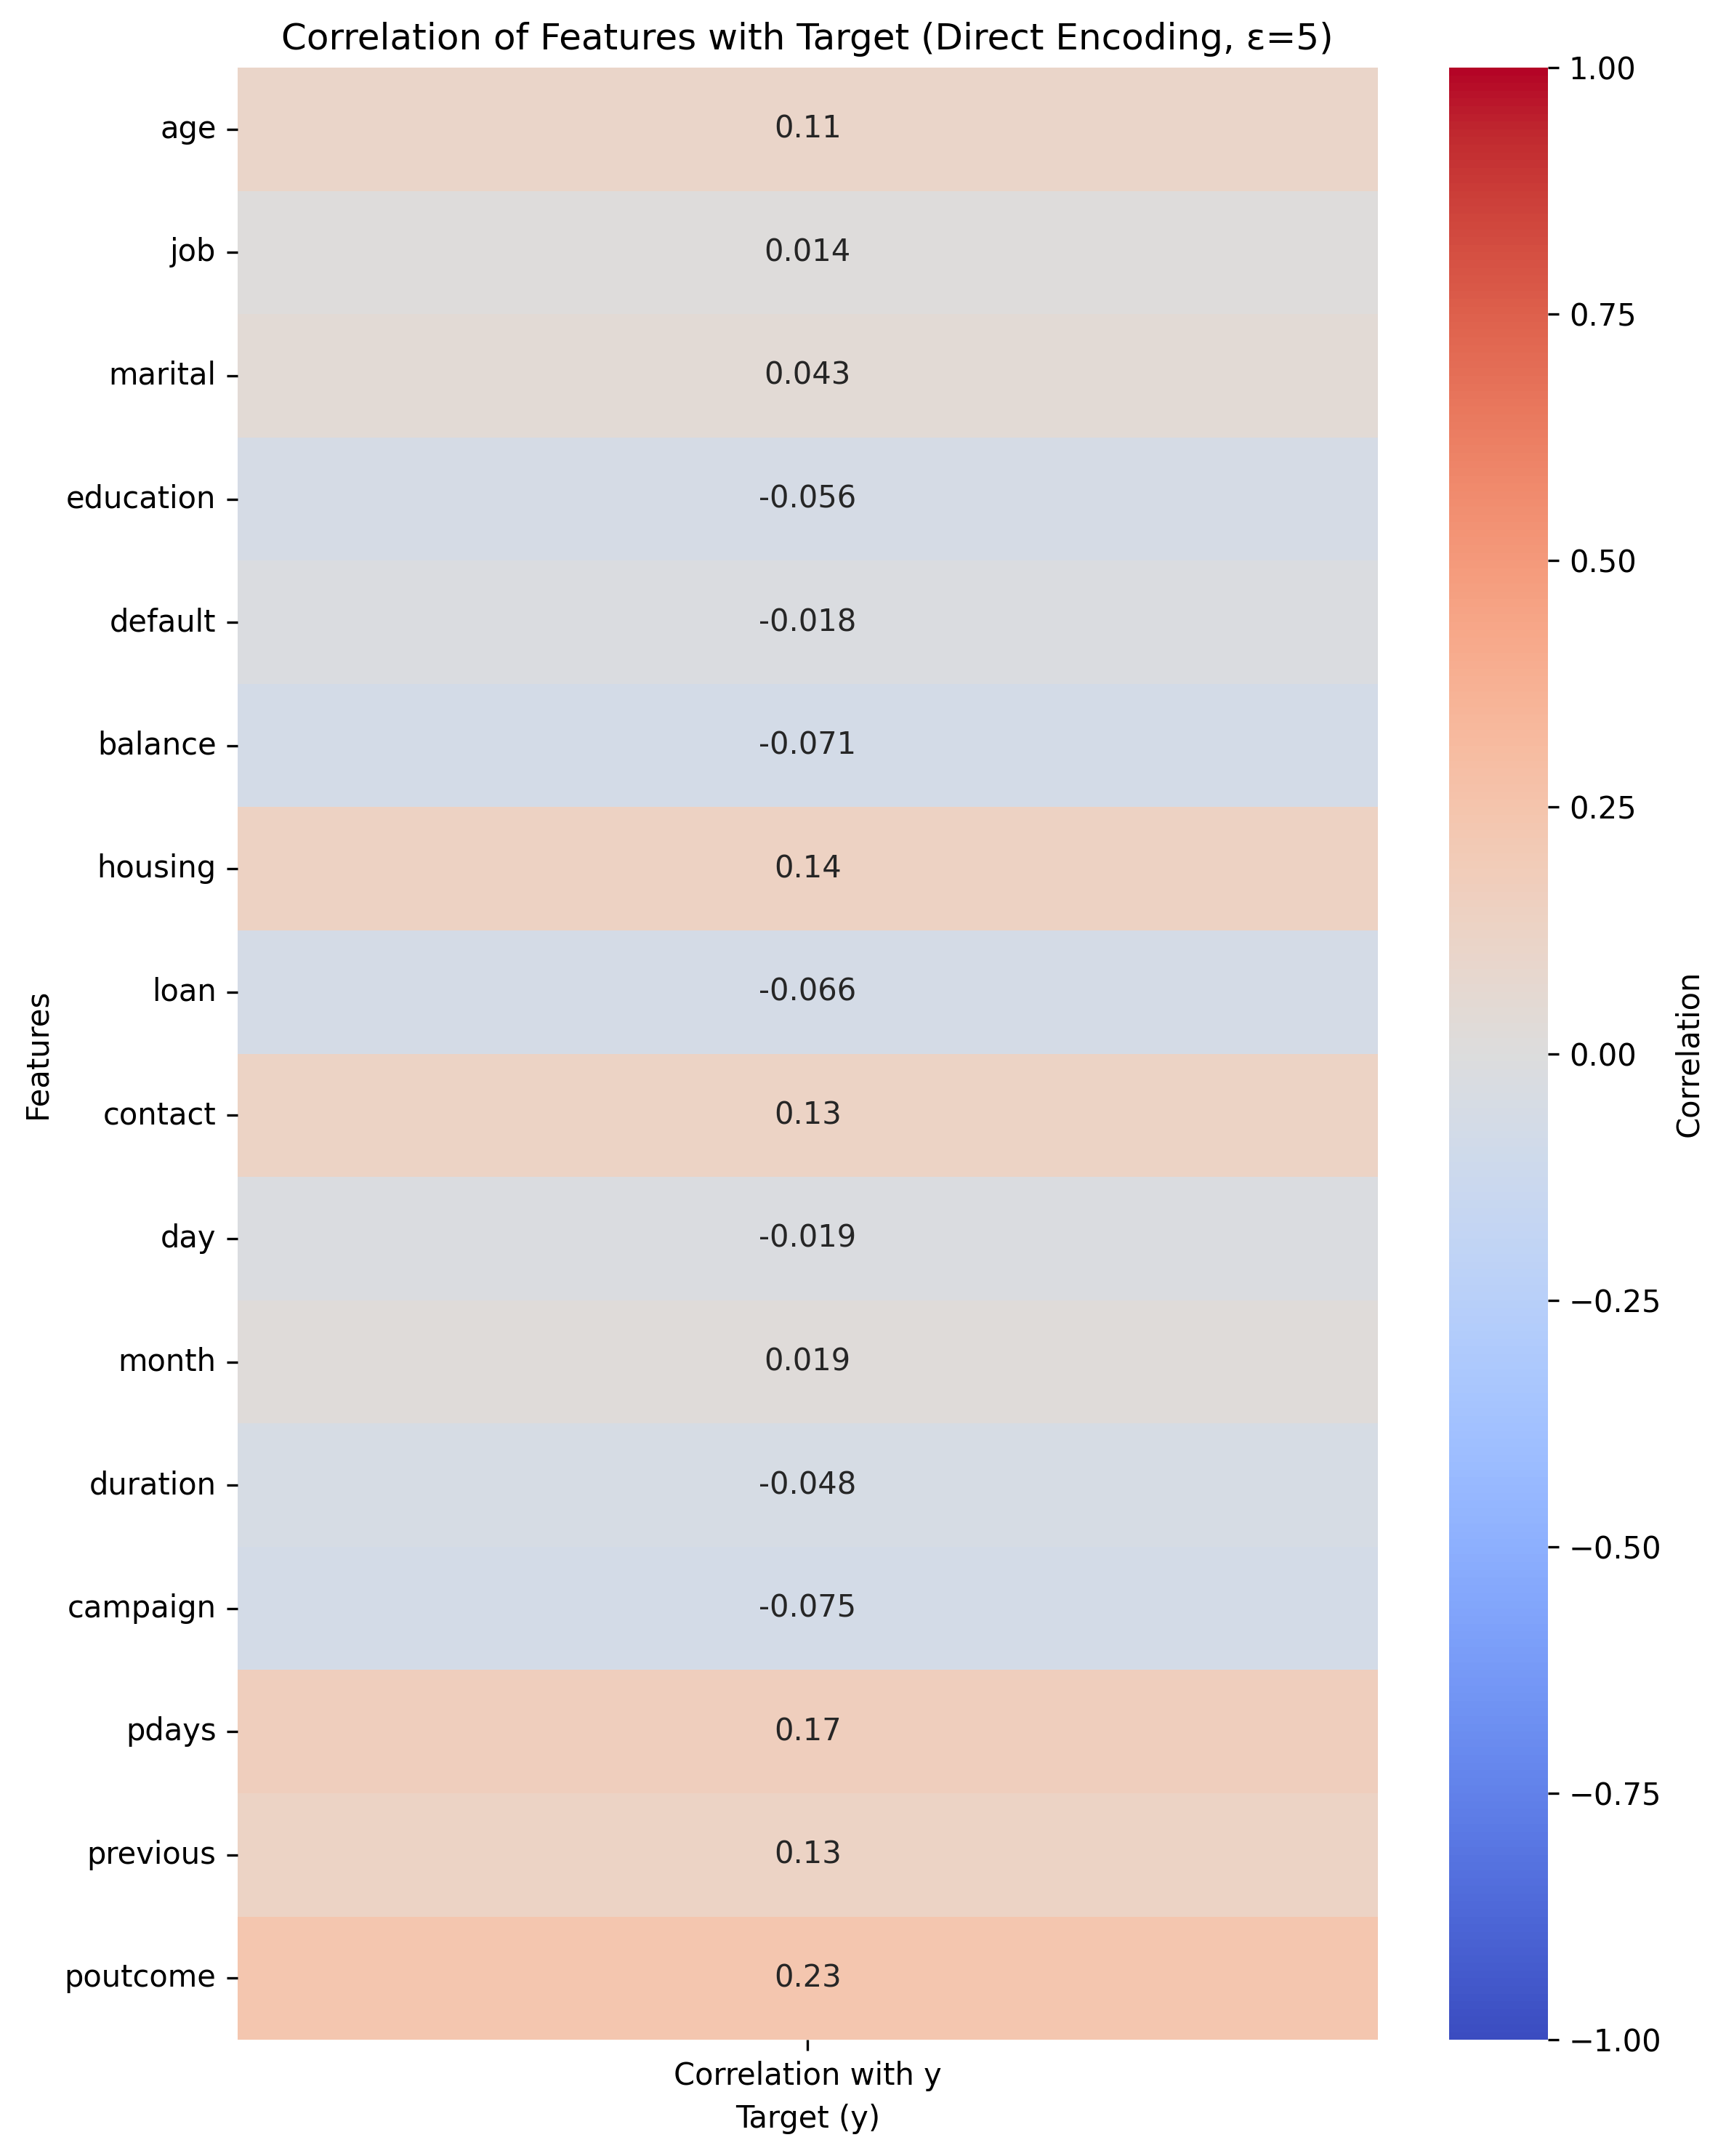 Correlation of Features with Target (Direct Encoding, ε=5)
Features
age 0.11
job 0.014
marital 0.043
education -0.056
default -0.018
balance -0.071
housing 0.14
loan -0.066
contact 0.13
day -0.019
month 0.019
duration -0.048
campaign -0.075
pdays 0.17
previous 0.13
poutcome 0.23
Correlation with y
Target (y)
1.00
0.75
0.50
0.25
0.00
−0.25
−0.50
−0.75
−1.00
Correlation